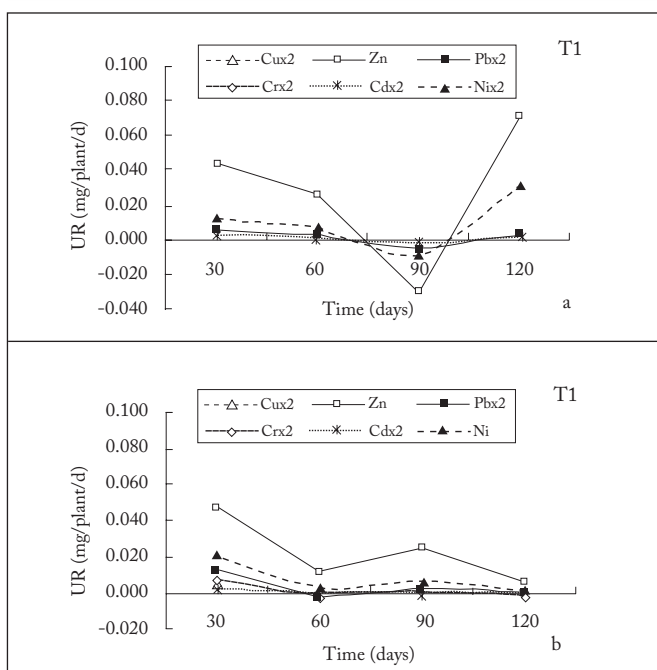 T1
Cux2 Zn Pbx2
Crx2 Cdx2 Nix2
0.100
0.080
0.060
0.040
0.020
0.000
-0.020
-0.040
UR (mg/plant/d)
30 60 90 120
Time (days)
a
T1
Cux2 Zn Pbx2
Crx2 Cdx2 Ni
0.100
0.080
0.060
0.040
0.020
0.000
-0.020
UR (mg/plant/d)
30 60 90 120
Time (days)
b